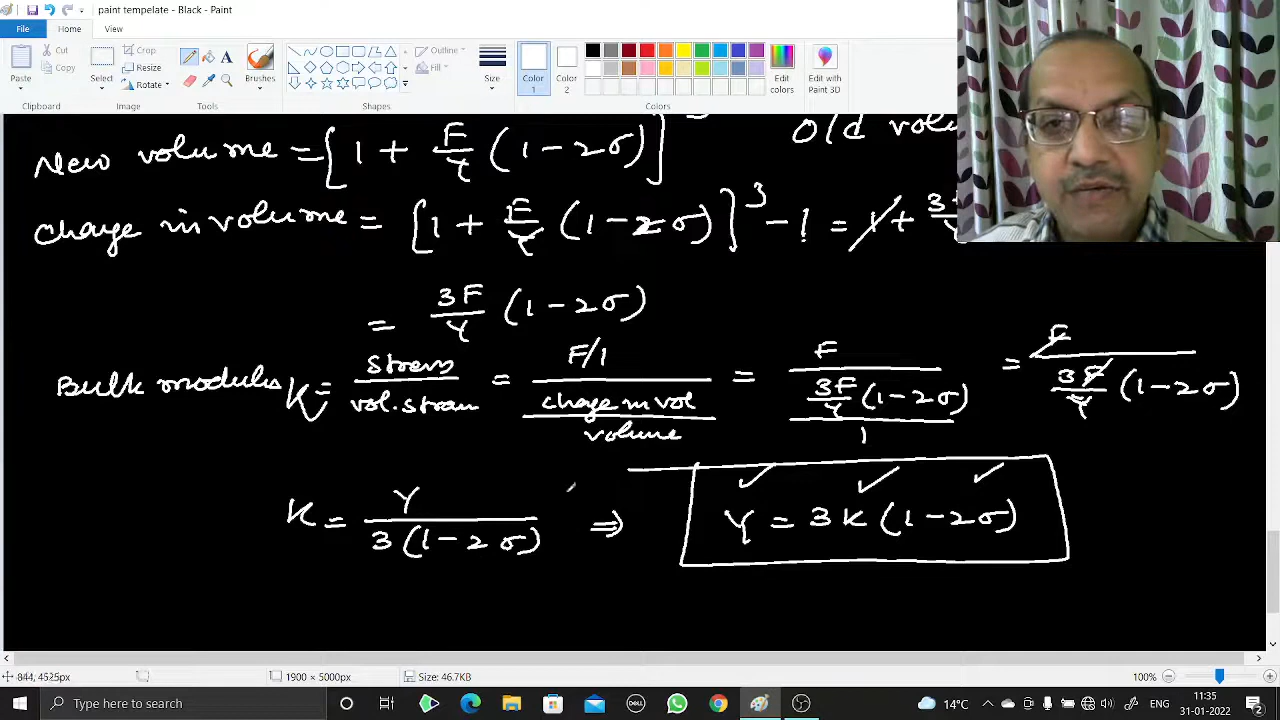 paint tempelate - Black - Paint
File Home View
Paste Cut Copy Select Crop Resize Rotate Brushes Outline Fill Size Color 1 Color 2 Edit colors Edit with Paint 3D
Clipboard Image Tools Shapes Colors
New volume = [1 + F/Y (1 - 2σ)]³ Old
Change in volume = [1 + F/Y (1 - 2σ)]³ - 1 = 1 +
= 3F/Y (1 - 2σ)
Bulk modulus K = Stress/vol. strain = F/1/change in vol/volume = F/3F/Y (1 - 2σ)/1 = F/3F/Y (1 - 2σ)
K = Y/3(1 - 2σ) ⇒ Y = 3K(1 - 2σ)
844, 4525px 1900 × 5000px Size: 46.7KB 100%
Type here to search 14°C ENG 11:35
31-01-2022 2